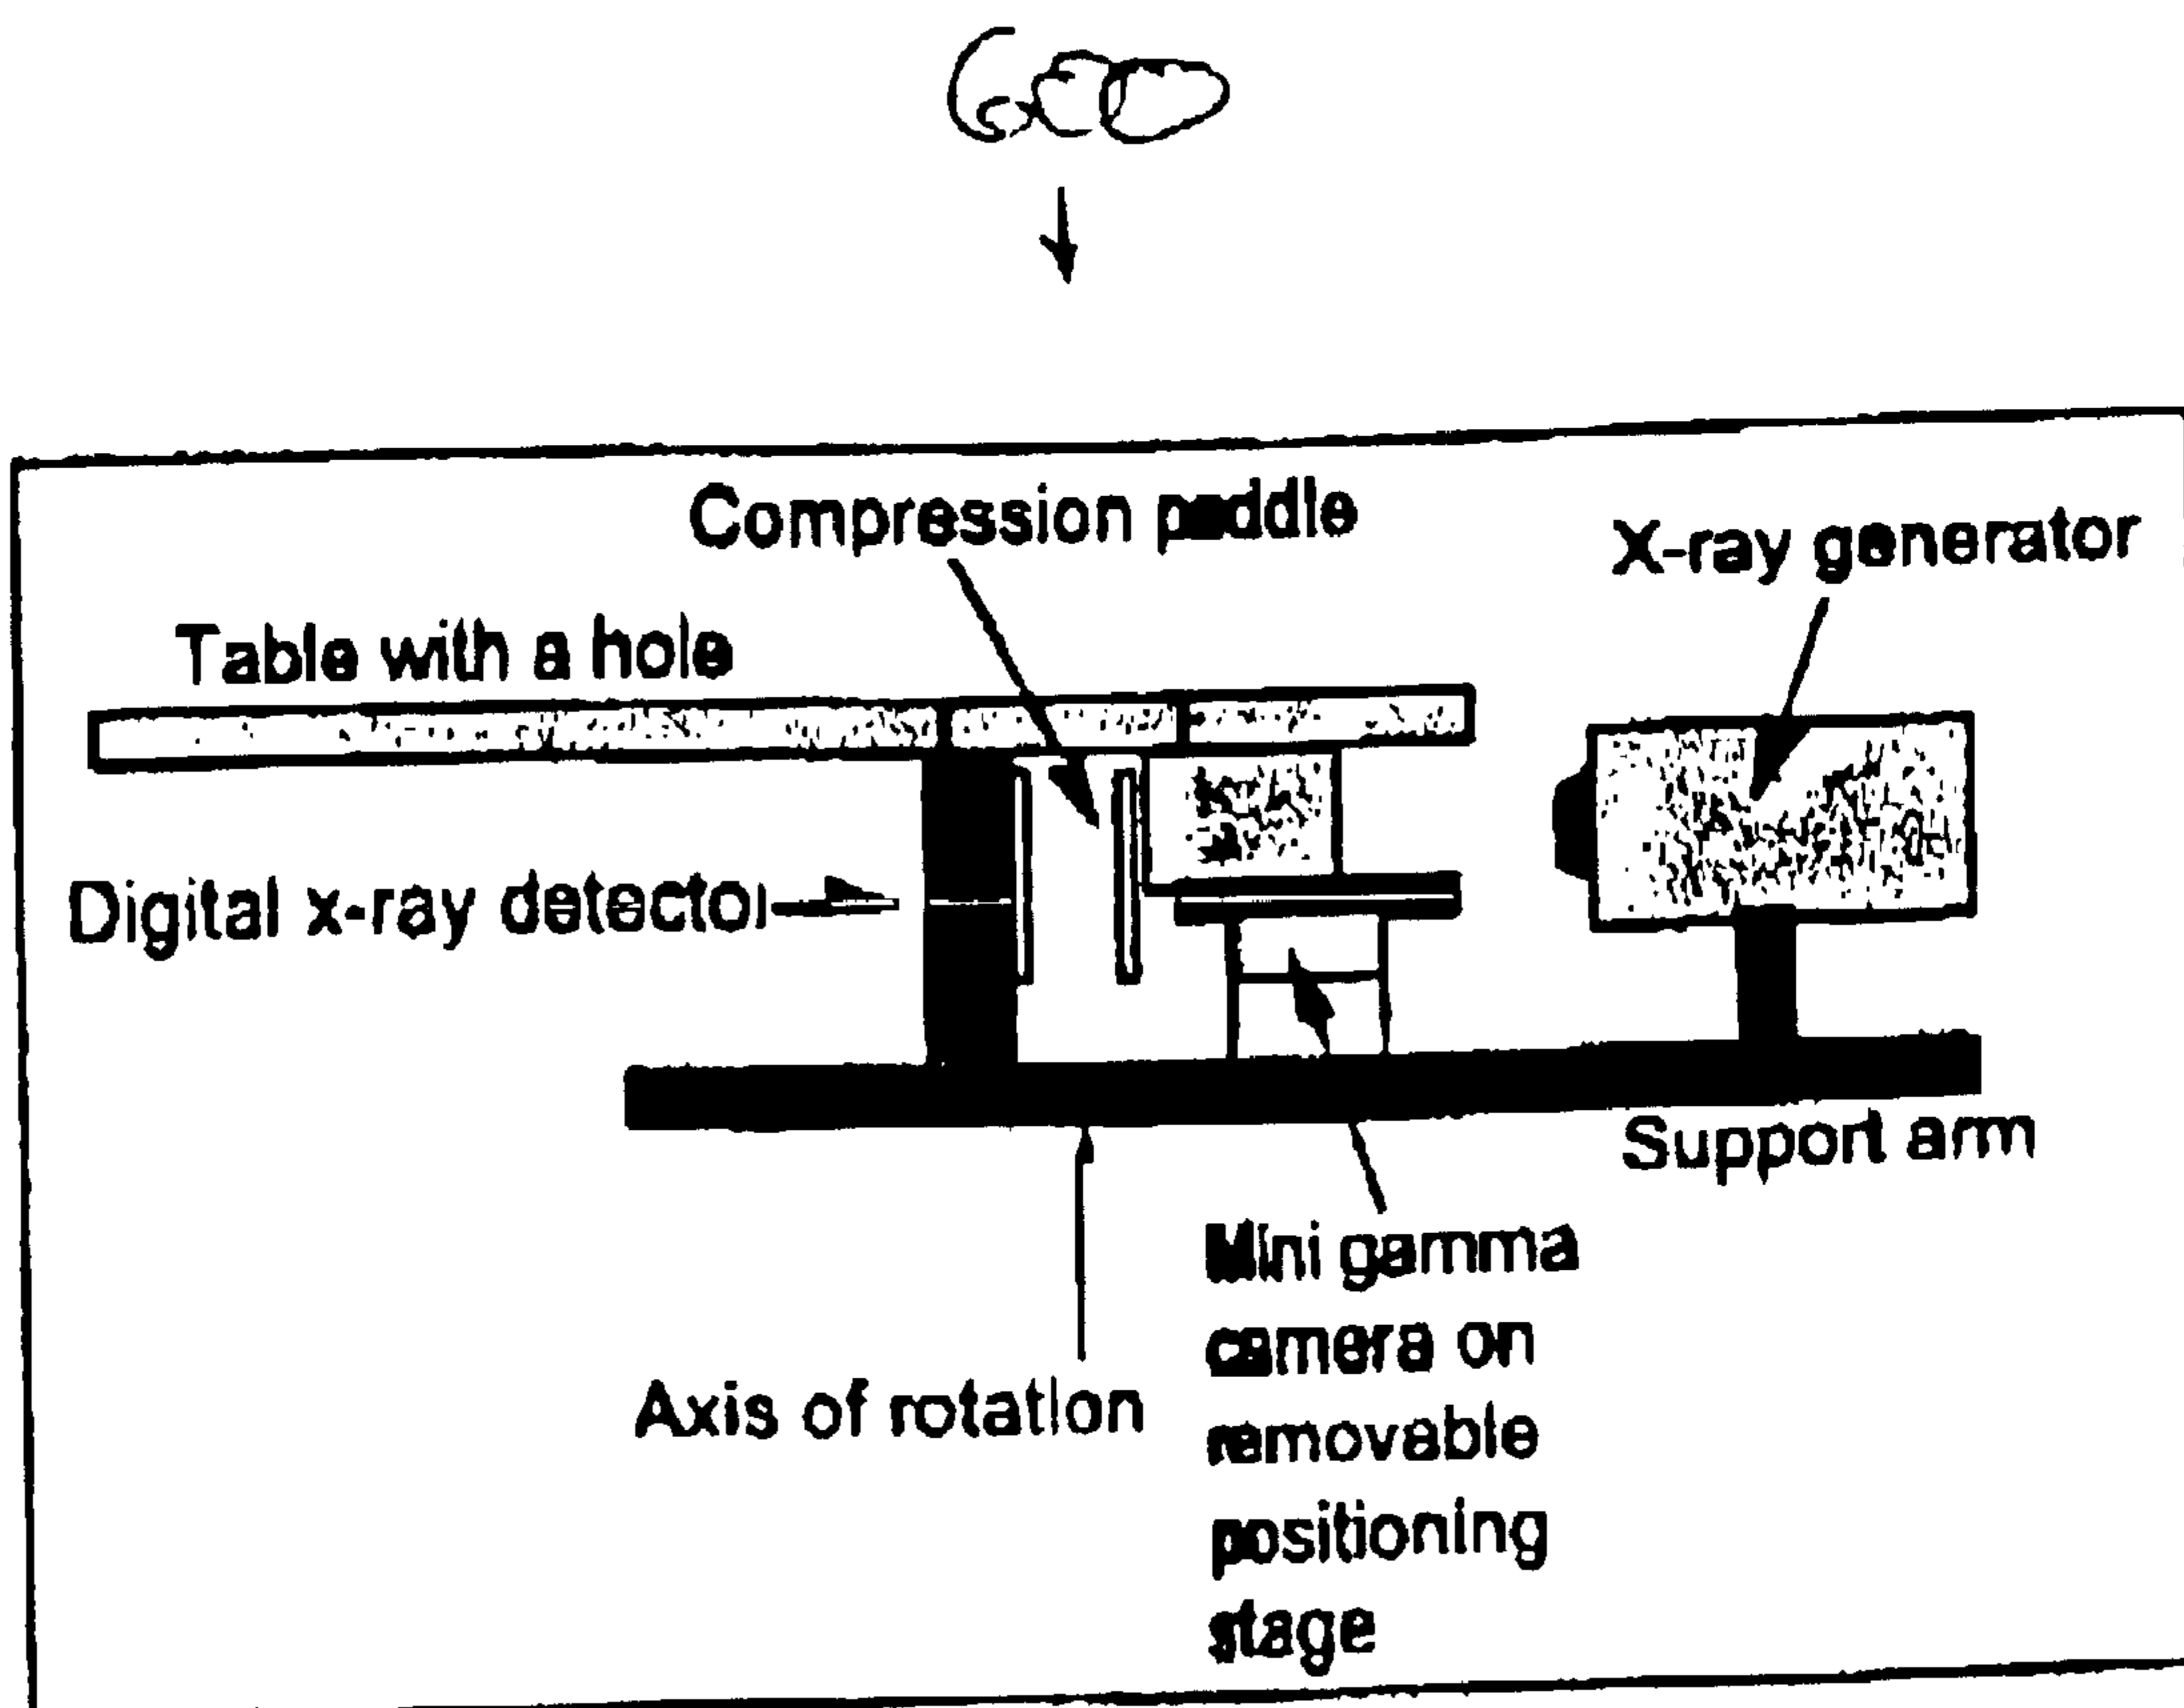 600
Compression paddle
X-ray generator
Table with a hole
Digital x-ray detector
Support arm
Axis of rotation
Mini gamma
camera on
removable
positioning
stage